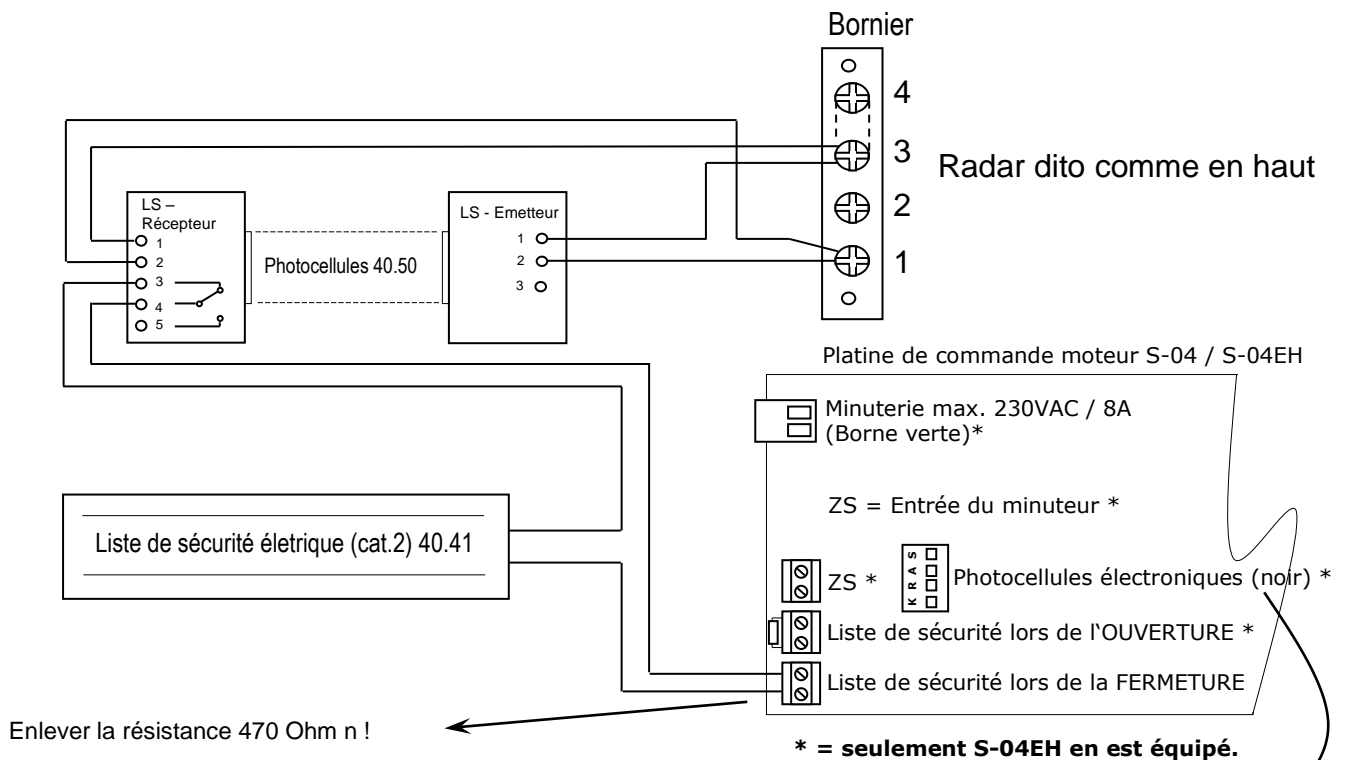 Bornier
4
3
Radar dito comme en haut
2
1
LS –
Récepteur
1
2
3
4
5
Photocellules 40.50
LS - Emetteur
1
2
3
Platine de commande moteur S-04 / S-04EH
Minuterie max. 230VAC / 8A
(Borne verte)*
ZS = Entrée du minuteur *
Liste de sécurité életrique (cat.2) 40.41
ZS *
K R A S
Photocellules électroniques (noir) *
Liste de sécurité lors de l‘OUVERTURE *
Liste de sécurité lors de la FERMETURE
Enlever la résistance 470 Ohm n !
* = seulement S-04EH en est équipé.